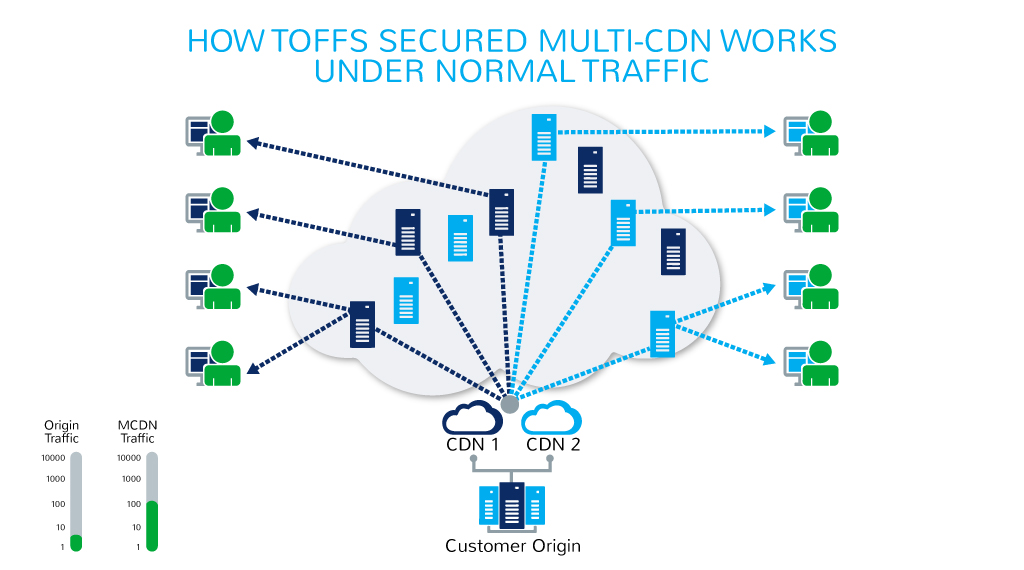 HOW TOFFS SECURED MULTI-CDN WORKS
UNDER NORMAL TRAFFIC
CDN 1
CDN 2
Customer Origin
Origin
Traffic
10000
1000
100
10
1
MCDN
Traffic
10000
1000
100
10
1